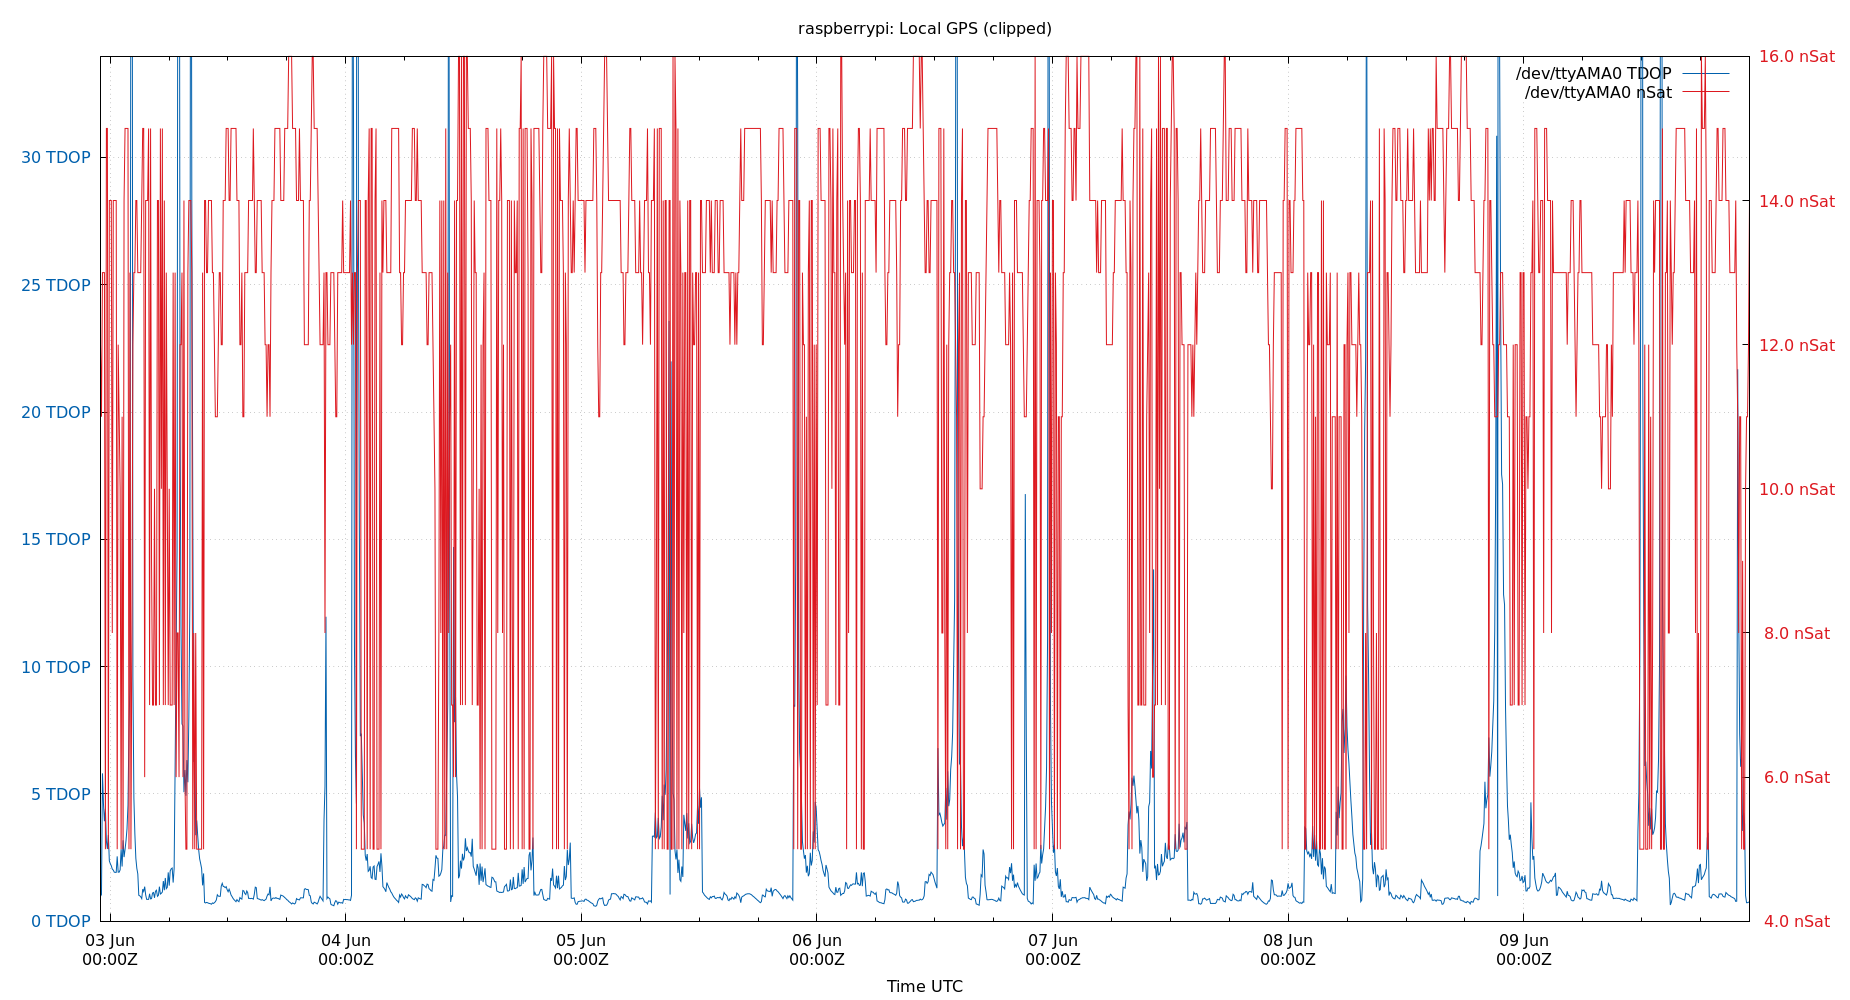 raspberrypi: Local GPS (clipped)
/dev/ttyAMA0 TDOP
/dev/ttyAMA0 nSat
30 TDOP
25 TDOP
20 TDOP
15 TDOP
10 TDOP
5 TDOP
0 TDOP
16.0 nSat
14.0 nSat
12.0 nSat
10.0 nSat
8.0 nSat
6.0 nSat
4.0 nSat
03 Jun
00:00Z
04 Jun
00:00Z
05 Jun
00:00Z
06 Jun
00:00Z
07 Jun
00:00Z
08 Jun
00:00Z
09 Jun
00:00Z
Time UTC